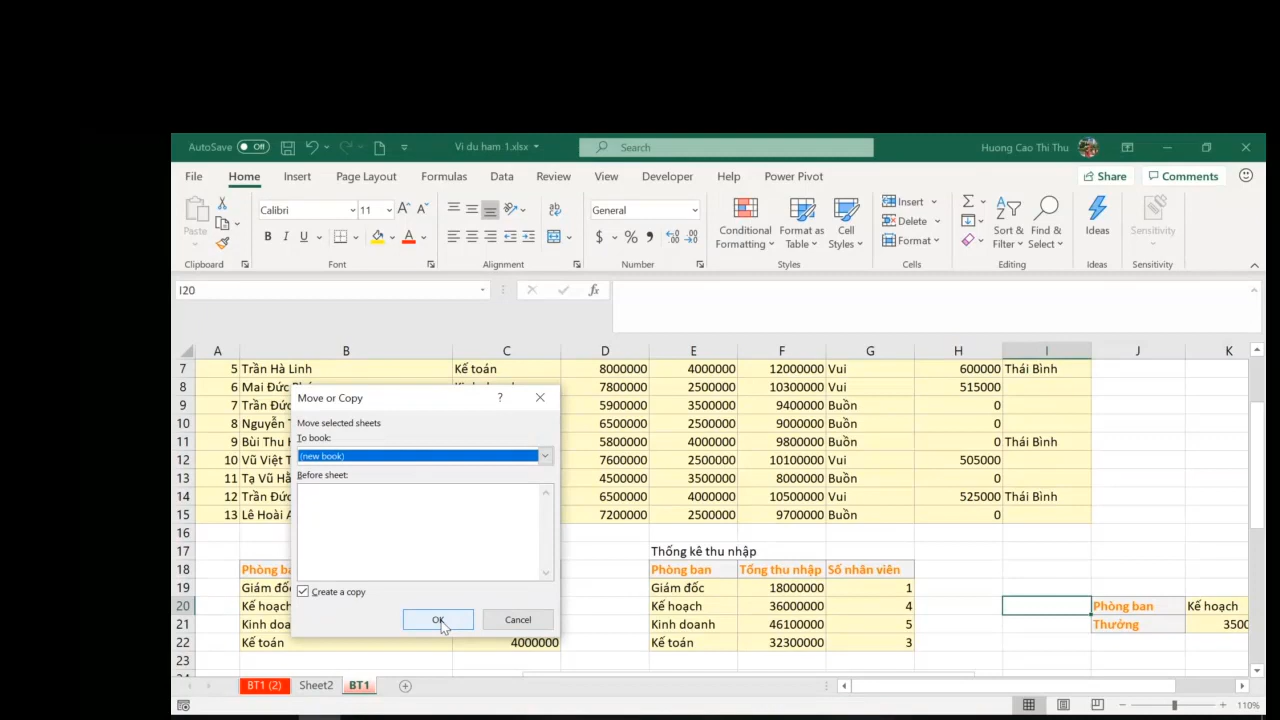 AutoSave Off Vi du ham 1.xlsx Search Huong Cao Thi Thu
File Home Insert Page Layout Formulas Data Review View Developer Help Power Pivot Share Comments
Paste Calibri 11 General Conditional Formatting Format as Table Cell Styles Insert Delete Format Sort & Filter Find & Select Ideas Sensitivity
Clipboard Font Alignment Number Styles Cells Editing Ideas Sensitivity
I20 fx
A B C D E F G H I J K
7 5 Trần Hà Linh Kế toán 8000000 4000000 12000000 Vui 600000 Thái Bình
8 6 Mai Đức 7800000 2500000 10300000 Vui 515000
9 7 Trần Đức 5900000 3500000 9400000 Buồn 0
10 8 Nguyễn 6500000 2500000 9000000 Buồn 0
11 9 Bùi Thu 5800000 4000000 9800000 Buồn 0 Thái Bình
12 10 Vũ Việt 7600000 2500000 10100000 Vui 505000
13 11 Tạ Vũ 4500000 3500000 8000000 Buồn 0
14 12 Trần Đức 6500000 4000000 10500000 Vui 525000 Thái Bình
15 13 Lê Hoài 7200000 2500000 9700000 Buồn 0
16
17 Thống kê thu nhập
18 Phòng Phòng ban Tổng thu nhập Số nhân viên
19 Giám đốc Giám đốc 18000000 1
20 Kế hoạch Kế hoạch 36000000 4 Phòng ban Kế hoạch
21 Kinh Kinh doanh 46100000 5 Thưởng 3500
22 Kế toán 4000000 Kế toán 32300000 3
23
Move or Copy ?
Move selected sheets
To book:
(new book)
Before sheet:
Create a copy
OK Cancel
BT1 (2) Sheet2 BT1
110%